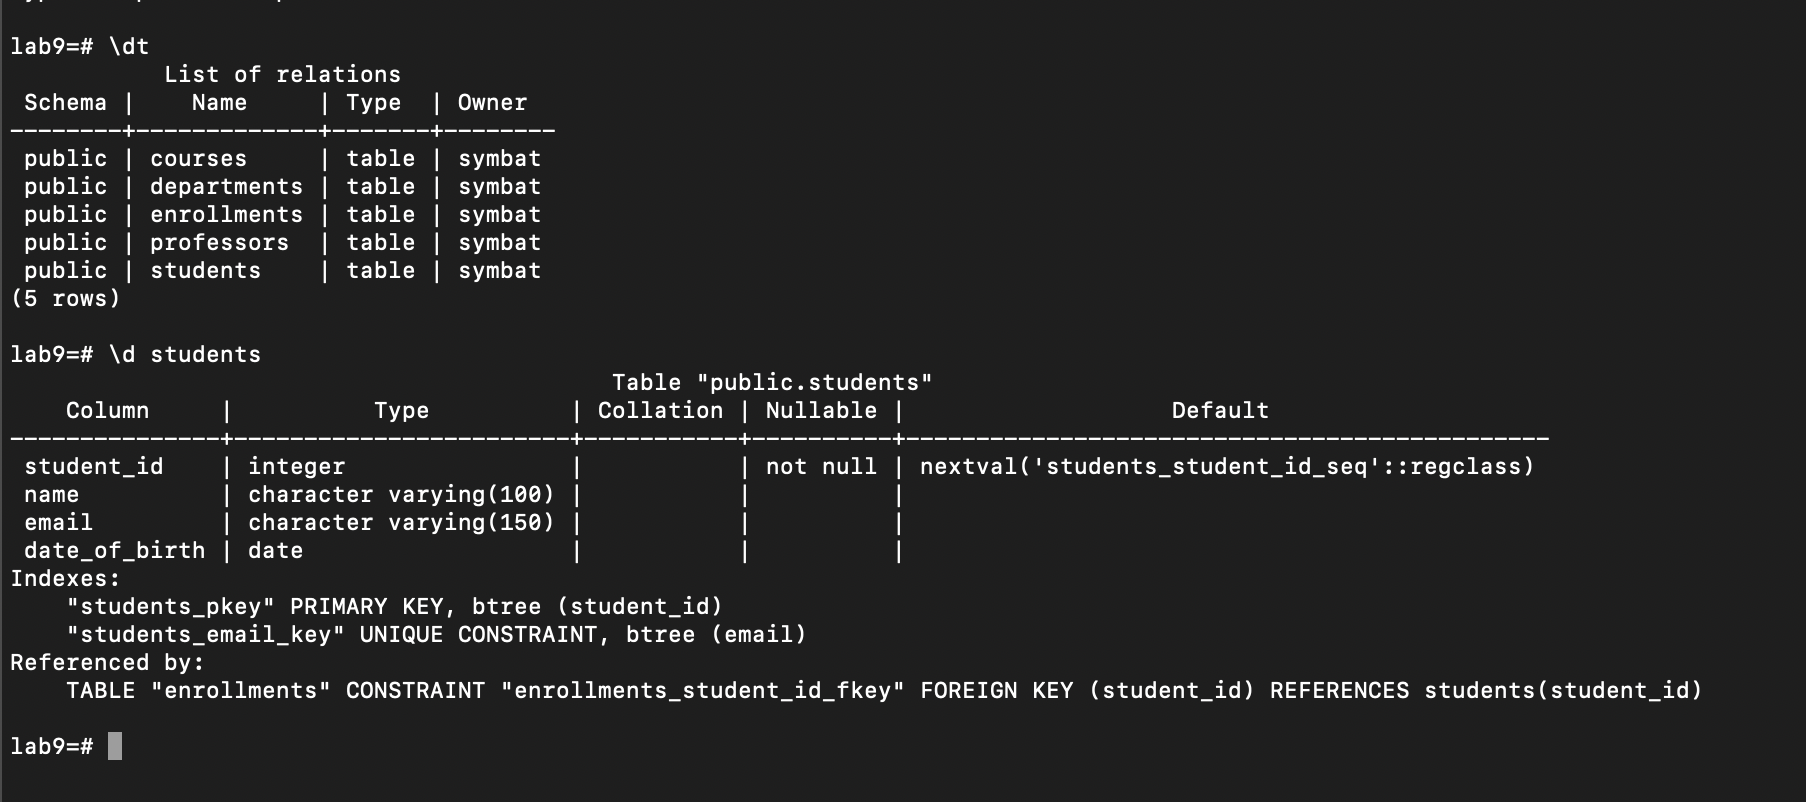 lab9=# \dt
            List of relations
 Schema |    Name     | Type  | Owner
--------+-------------+-------+--------
 public | courses     | table | symbat
 public | departments | table | symbat
 public | enrollments | table | symbat
 public | professors  | table | symbat
 public | students    | table | symbat
(5 rows)
lab9=# \d students
                                           Table "public.students"
    Column     |          Type          | Collation | Nullable |                   Default
---------------+------------------------+-----------+----------+----------------------------------------------
 student_id    | integer                |           | not null | nextval('students_student_id_seq'::regclass)
 name          | character varying(100) |           |          |
 email         | character varying(150) |           |          |
 date_of_birth | date                   |           |          |
Indexes:
    "students_pkey" PRIMARY KEY, btree (student_id)
    "students_email_key" UNIQUE CONSTRAINT, btree (email)
Referenced by:
    TABLE "enrollments" CONSTRAINT "enrollments_student_id_fkey" FOREIGN KEY (student_id) REFERENCES students(student_id)
lab9=#